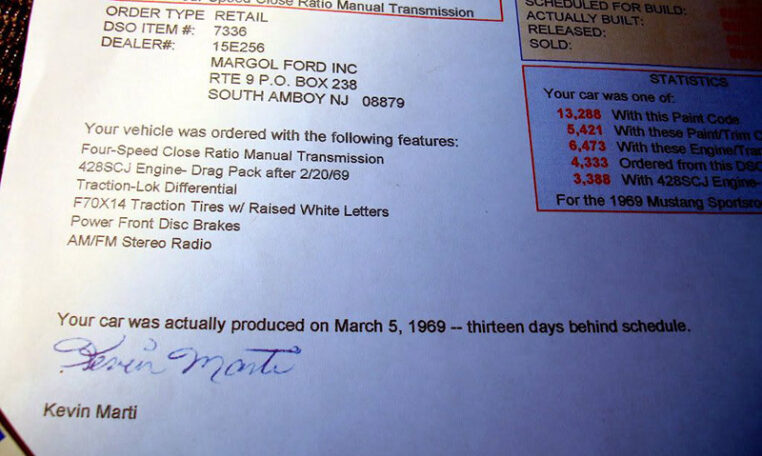 Close Ratio Manual Transmission
ORDER TYPE RETAIL
DSO ITEM #: 7336
DEALER#: 15E256
MARGOL FORD INC
RTE 9 P.O. BOX 238
SOUTH AMBOY NJ 08879
SCHEDULED FOR BUILD:
ACTUALLY BUILT:
RELEASED:
SOLD:
STATISTICS
Your car was one of:
13,288 With this Paint Code
5,421 With these Paint/Trim C
6,473 With these Engine/Trac
4,333 Ordered from this DSO
3,388 With 428SCJ Engine-
For the 1969 Mustang Sportsro
Your vehicle was ordered with the following features:
Four-Speed Close Ratio Manual Transmission
428SCJ Engine- Drag Pack after 2/20/69
Traction-Lok Differential
F70X14 Traction Tires w/ Raised White Letters
Power Front Disc Brakes
AM/FM Stereo Radio
Your car was actually produced on March 5, 1969 -- thirteen days behind schedule.
Kevin Marti
Kevin Marti